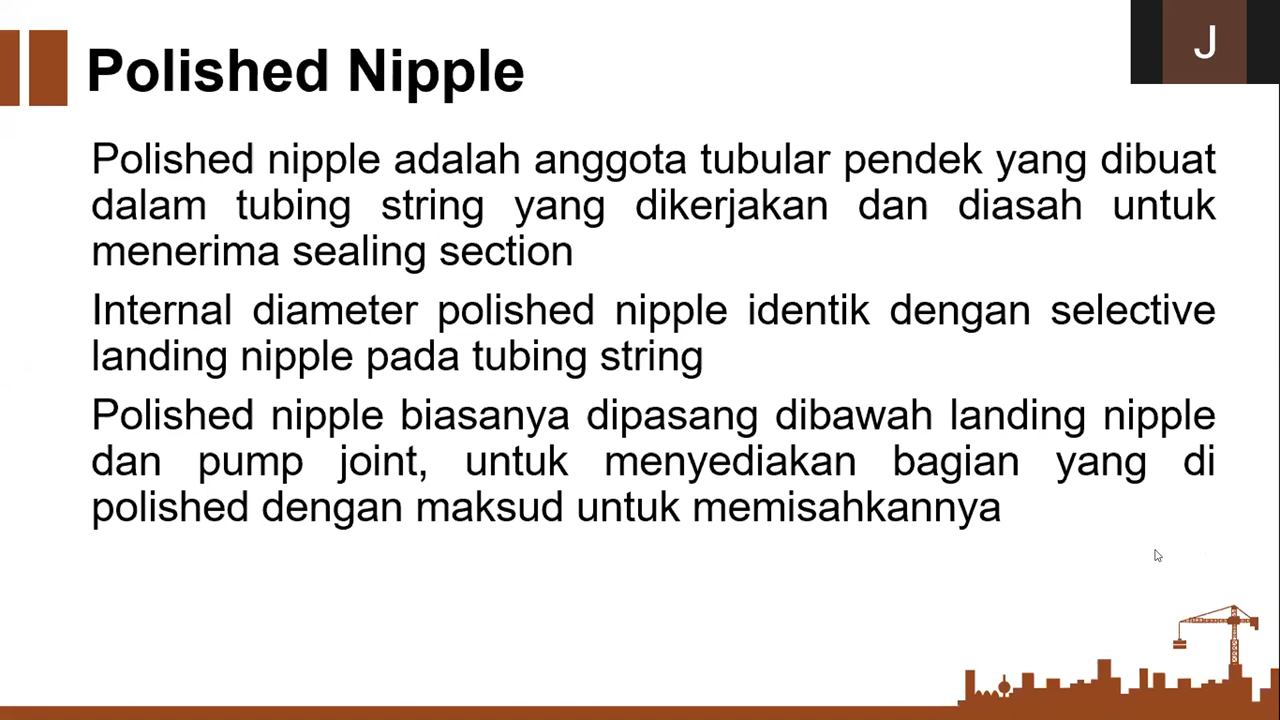 Polished Nipple
J
Polished nipple adalah anggota tubular pendek yang dibuat
dalam tubing string yang dikerjakan dan diasah untuk
menerima sealing section
Internal diameter polished nipple identik dengan selective
landing nipple pada tubing string
Polished nipple biasanya dipasang dibawah landing nipple
dan pump joint, untuk menyediakan bagian yang di
polished dengan maksud untuk memisahkannya